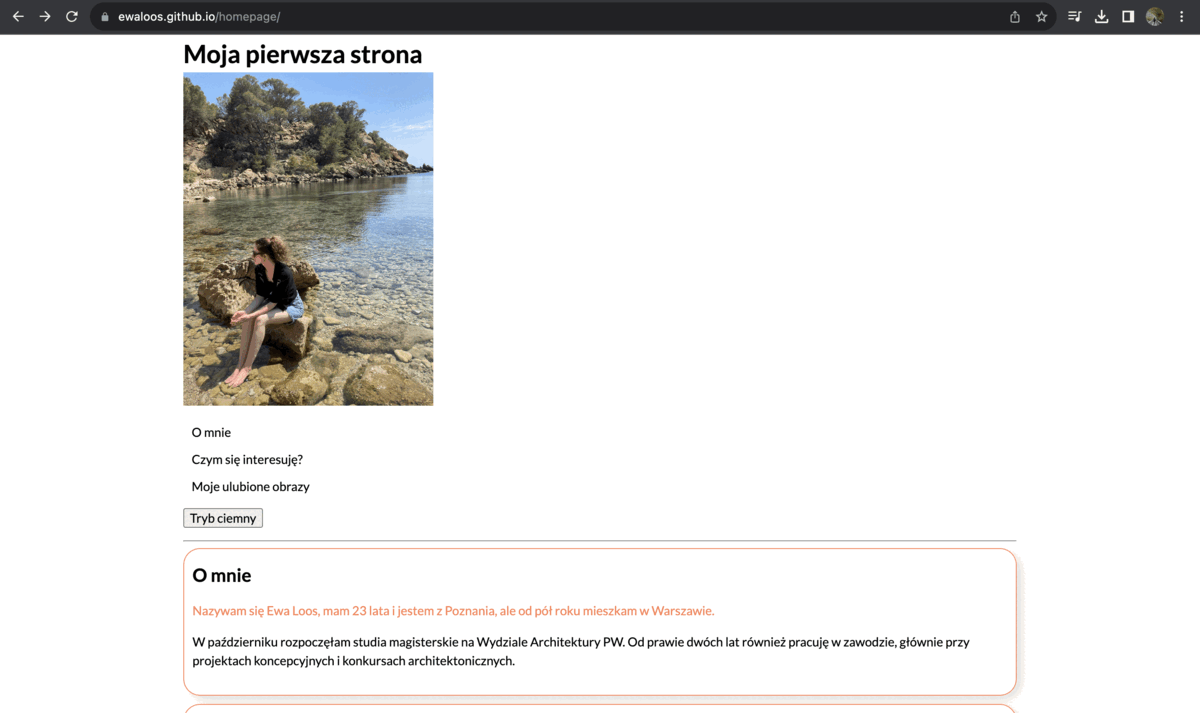 ewaloos.github.io/homepage/
Moja pierwsza strona
O mnie
Czym się interesuję?
Moje ulubione obrazy
Tryb ciemny
O mnie
Nazywam się Ewa Loos, mam 23 lata i jestem z Poznania, ale od pół roku mieszkam w Warszawie.
W październiku rozpoczęłam studia magisterskie na Wydziale Architektury PW. Od prawie dwóch lat również pracuję w zawodzie, głównie przy
projektach koncepcyjnych i konkursach architektonicznych.